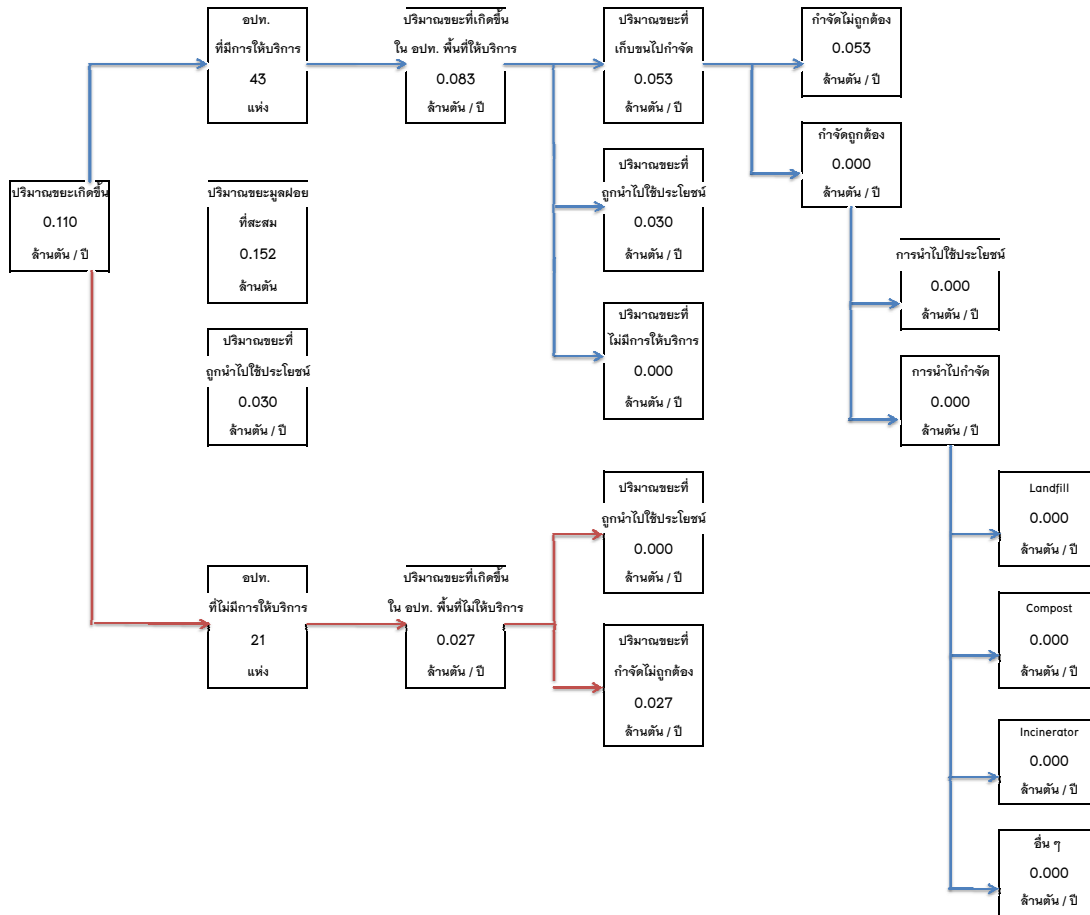 อปท.
ที่มีการให้บริการ
43
แห่ง
ปริมาณขยะที่เกิดขึ้น
ใน อปท. พื้นที่ให้บริการ
0.083
ล้านตัน / ปี
ปริมาณขยะที่
เก็บขนไปกำจัด
0.053
ล้านตัน / ปี
กำจัดไม่ถูกต้อง
0.053
ล้านตัน / ปี
กำจัดถูกต้อง
0.000
ล้านตัน / ปี
ปริมาณขยะเกิดขึ้น
0.110
ล้านตัน / ปี
ปริมาณขยะมูลฝอย
ที่สะสม
0.152
ล้านตัน
ปริมาณขยะที่
ถูกนำไปใช้ประโยชน์
0.030
ล้านตัน / ปี
การนำไปใช้ประโยชน์
0.000
ล้านตัน / ปี
ปริมาณขยะที่
ไม่มีการให้บริการ
0.000
ล้านตัน / ปี
ปริมาณขยะที่
ถูกนำไปใช้ประโยชน์
0.030
ล้านตัน / ปี
การนำไปกำจัด
0.000
ล้านตัน / ปี
ปริมาณขยะที่
ถูกนำไปใช้ประโยชน์
0.000
ล้านตัน / ปี
Landfill
0.000
ล้านตัน / ปี
อปท.
ที่ไม่มีการให้บริการ
21
แห่ง
ปริมาณขยะที่เกิดขึ้น
ใน อปท. พื้นที่ไม่ให้บริการ
0.027
ล้านตัน / ปี
ปริมาณขยะที่
กำจัดไม่ถูกต้อง
0.027
ล้านตัน / ปี
Compost
0.000
ล้านตัน / ปี
Incinerator
0.000
ล้านตัน / ปี
อื่น ๆ
0.000
ล้านตัน / ปี